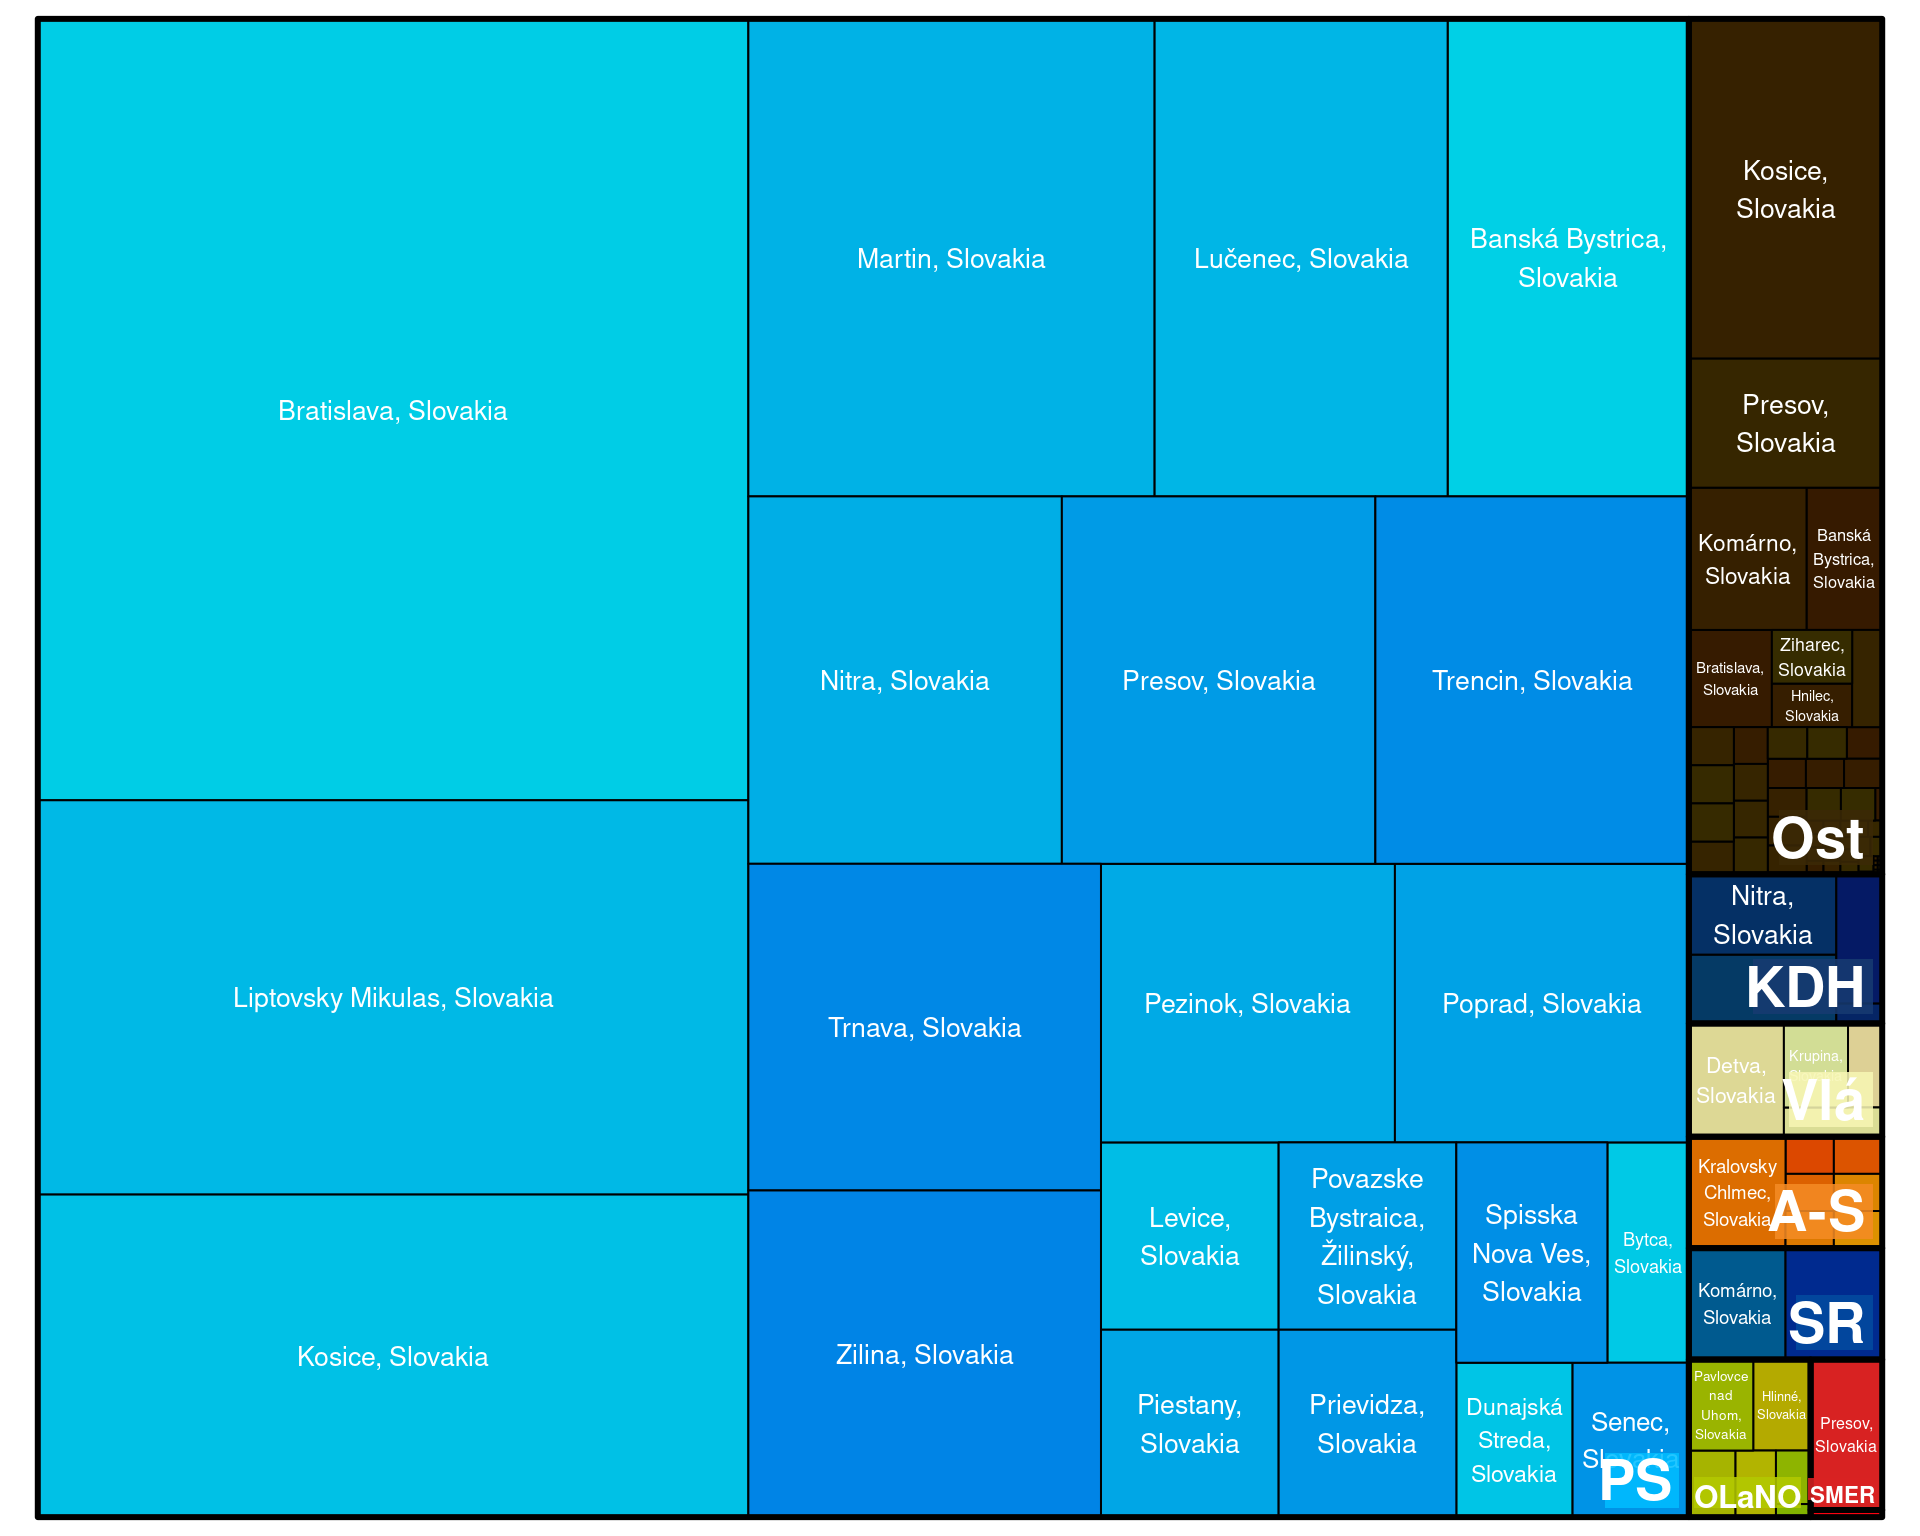 Bratislava, Slovakia
Liptovsky Mikulas, Slovakia
Kosice, Slovakia
Martin, Slovakia
Lučenec, Slovakia
Banská Bystrica,
Slovakia
Nitra, Slovakia
Presov, Slovakia
Trencin, Slovakia
Trnava, Slovakia
Zilina, Slovakia
Pezinok, Slovakia
Poprad, Slovakia
Levice,
Slovakia
Povazske
Bystraica,
Žilinský,
Slovakia
Spisska
Nova Ves,
Slovakia
Bytca,
Slovakia
Piestany,
Slovakia
Prievidza,
Slovakia
Dunajská
Streda,
Slovakia
Senec,
Slovakia
PS
Kosice,
Slovakia
Presov,
Slovakia
Komárno,
Slovakia
Banská
Bystrica,
Slovakia
Bratislava,
Slovakia
Ziharec,
Slovakia
Hnilec,
Slovakia
Ost
Nitra,
Slovakia
KDH
Detva,
Slovakia
Krupina,
Vlá
Kralovsky
Chlmec,
Slovakia
A-S
Komárno,
Slovakia
SR
Pavlovce
nad
Uhom,
Slovakia
Hlinné,
Slovakia
OLaNO
Presov,
Slovakia
SMER